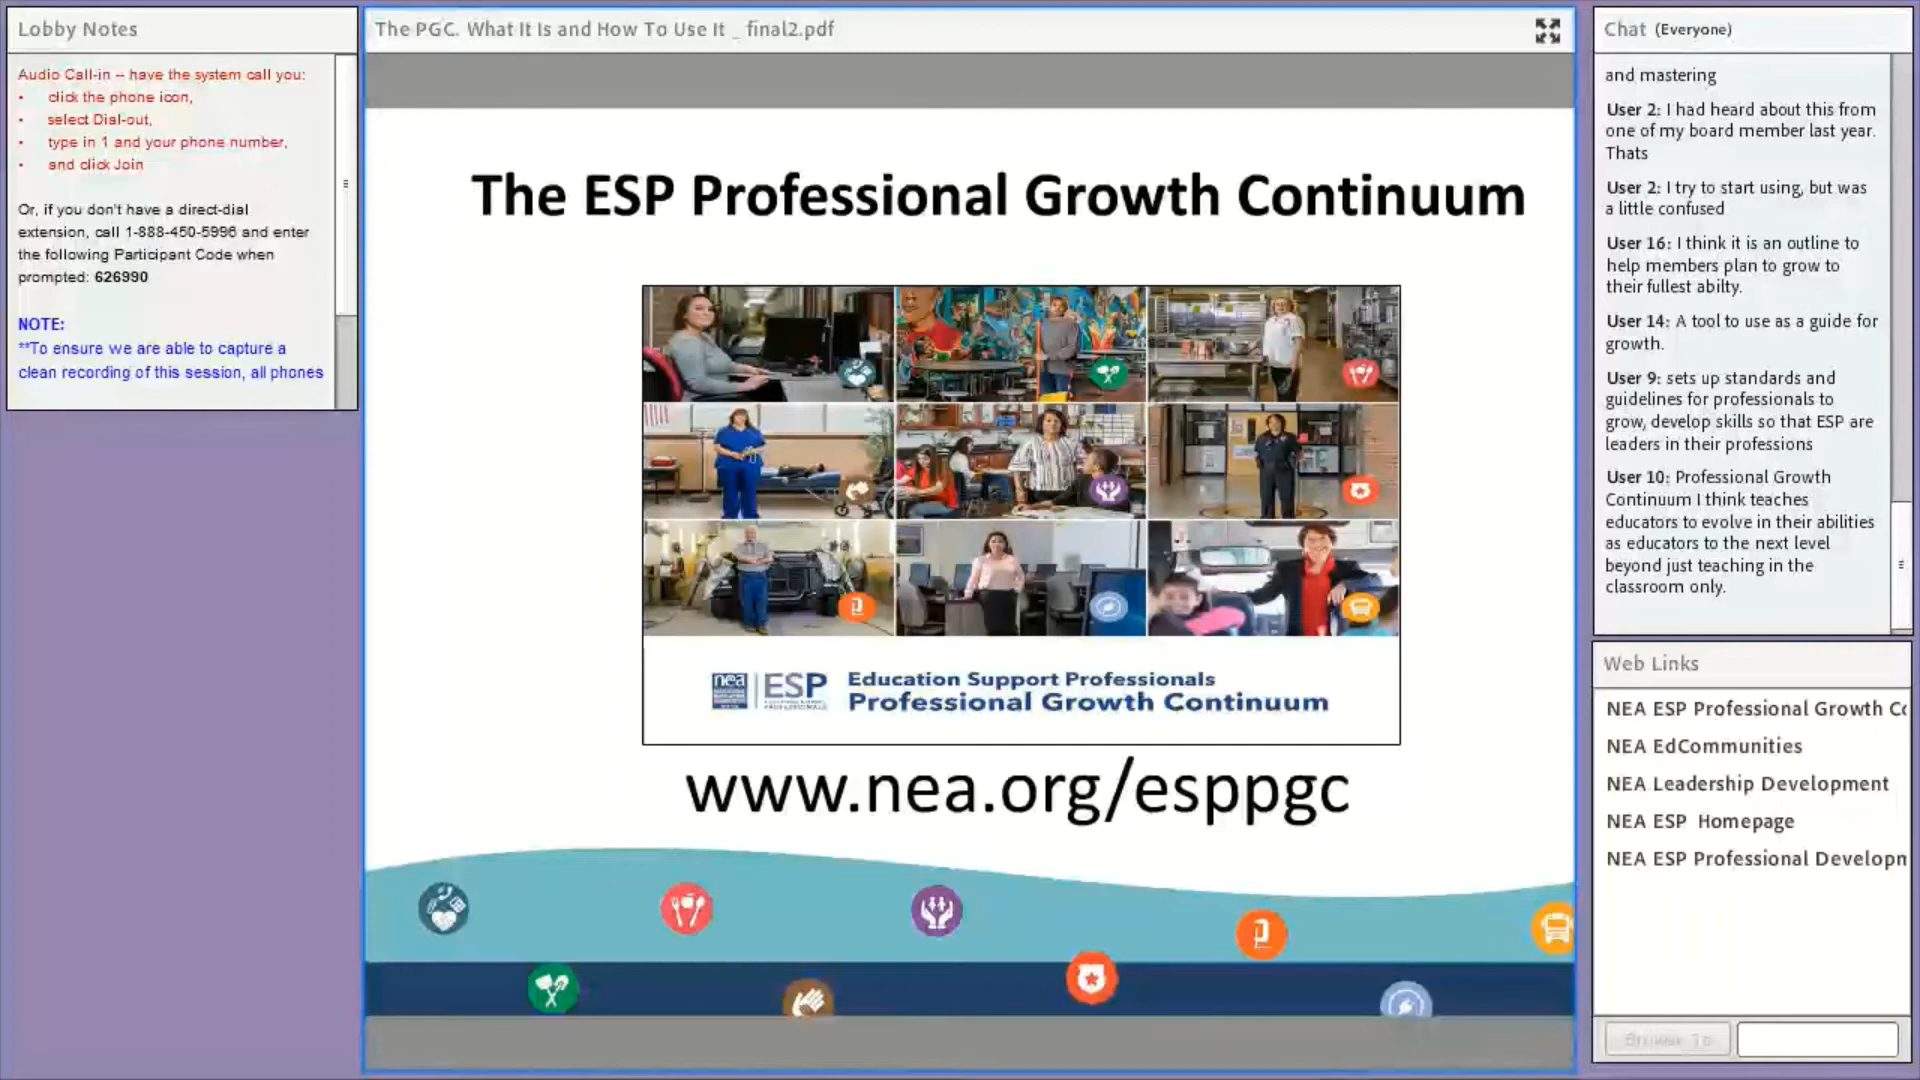 Lobby Notes
Audio Call-in -- have the system call you:
• click the phone icon,
• select Dial-out,
• type in 1 and your phone number,
• and click Join
Or, if you don't have a direct-dial
extension, call 1-888-450-5996 and enter
the following Participant Code when
prompted: 626990
NOTE:
**To ensure we are able to capture a
clean recording of this session, all phones
The PGC. What It Is and How To Use It _ final2.pdf
The ESP Professional Growth Continuum
nea
ESP
Education Support Professionals
Professional Growth Continuum
www.nea.org/esppgc
Chat (Everyone)
and mastering
User 2: I had heard about this from
one of my board member last year.
Thats
User 2: I try to start using, but was
a little confused
User 16: I think it is an outline to
help members plan to grow to
their fullest abilty.
User 14: A tool to use as a guide for
growth.
User 9: sets up standards and
guidelines for professionals to
grow, develop skills so that ESP are
leaders in their professions
User 10: Professional Growth
Continuum I think teaches
educators to evolve in their abilities
as educators to the next level
beyond just teaching in the
classroom only.
Web Links
NEA ESP Professional Growth Co
NEA EdCommunities
NEA Leadership Development
NEA ESP Homepage
NEA ESP Professional Developm
Browse To